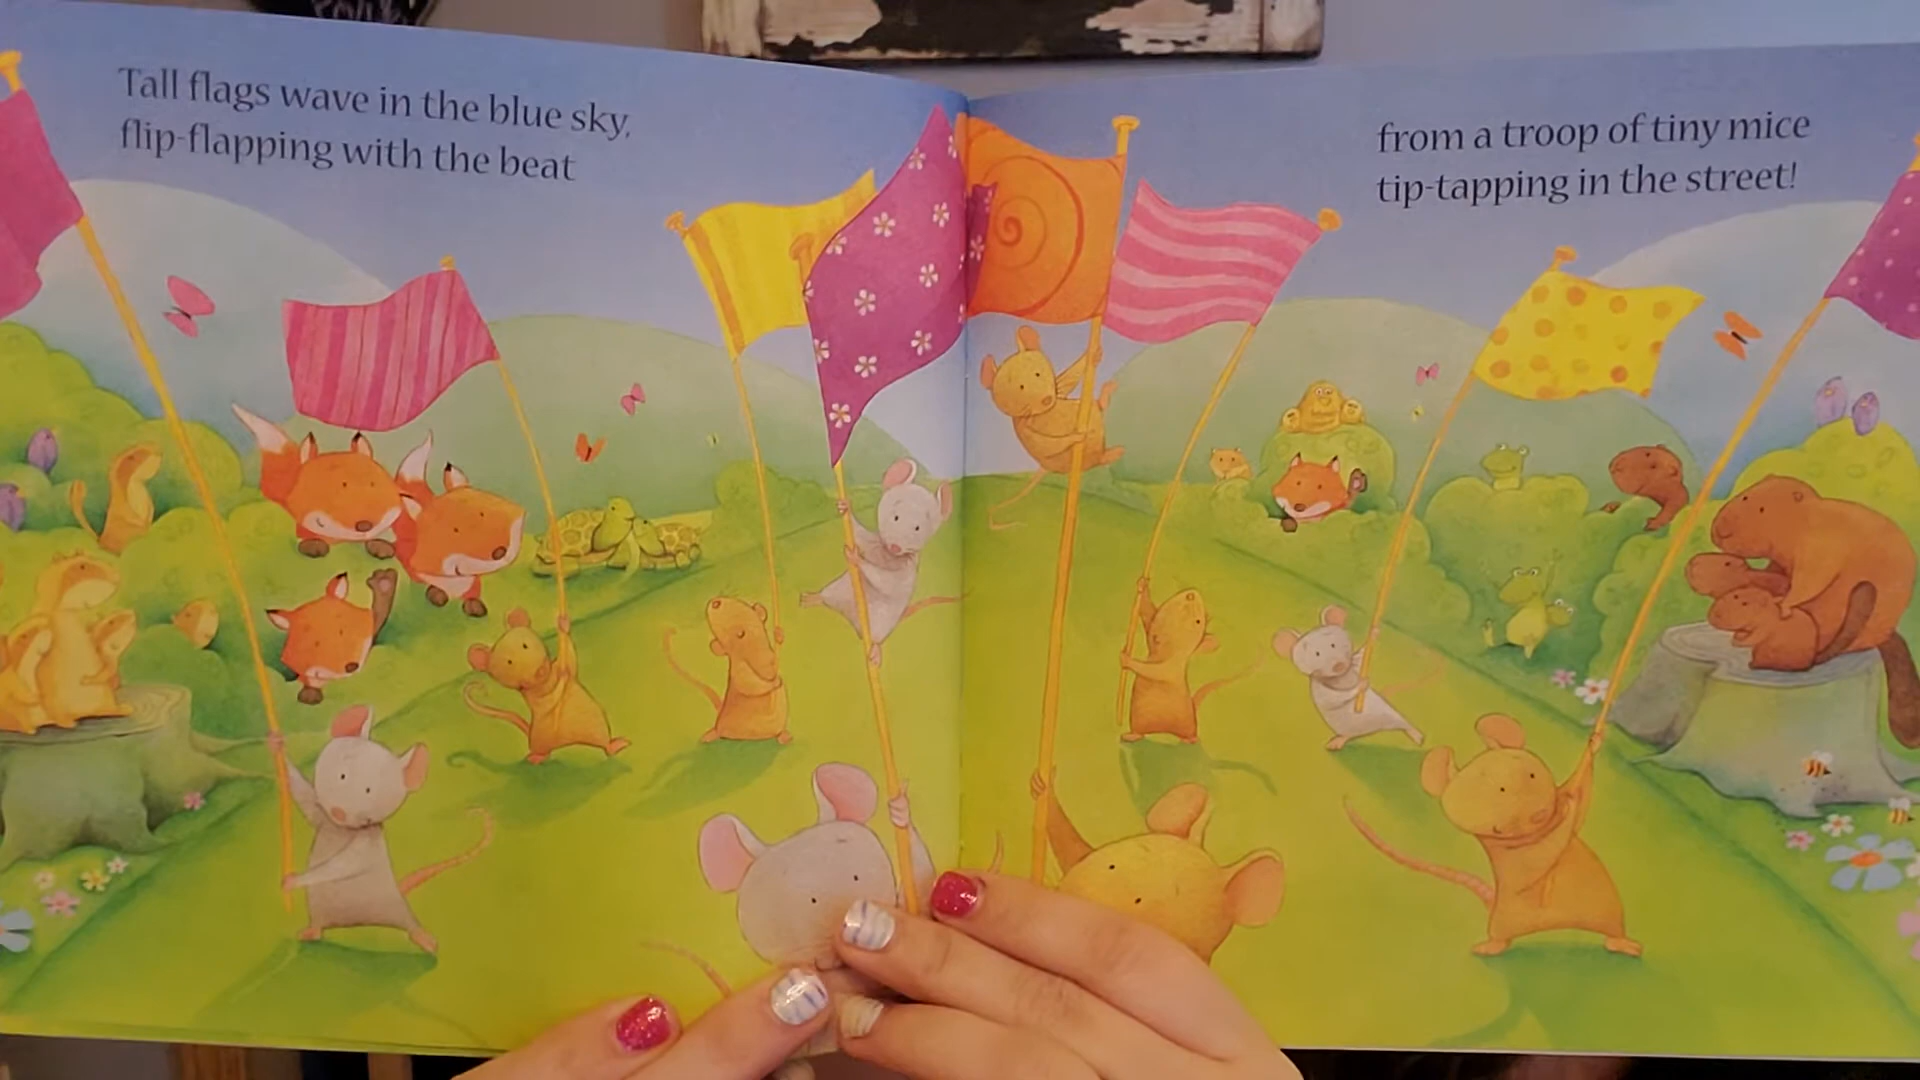 Tall flags wave in the blue sky,
flip-flapping with the beat
from a troop of tiny mice
tip-tapping in the street!